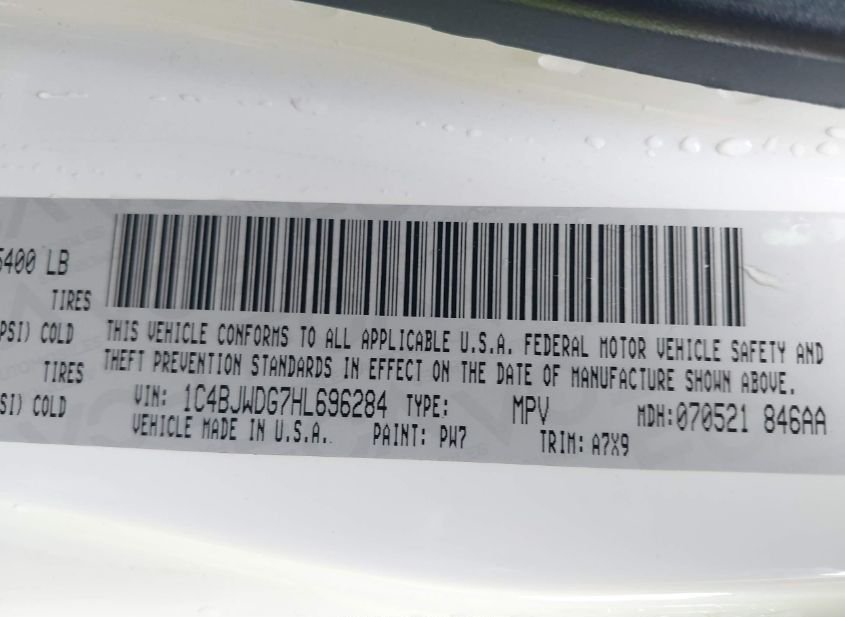 5400 LB
TIRES
PSI) COLD
TIRES
SI) COLD
THIS VEHICLE CONFORMS TO ALL APPLICABLE U.S.A. FEDERAL MOTOR VEHICLE SAFETY AND
THEFT PREVENTION STANDARDS IN EFFECT ON THE DATE OF MANUFACTURE SHOWN ABOVE.
VIN: 1C4BJWDG7HL696284 TYPE: MPV MDH:070521 846AA
VEHICLE MADE IN U.S.A. PAINT: PW7 TRIM: A7X9